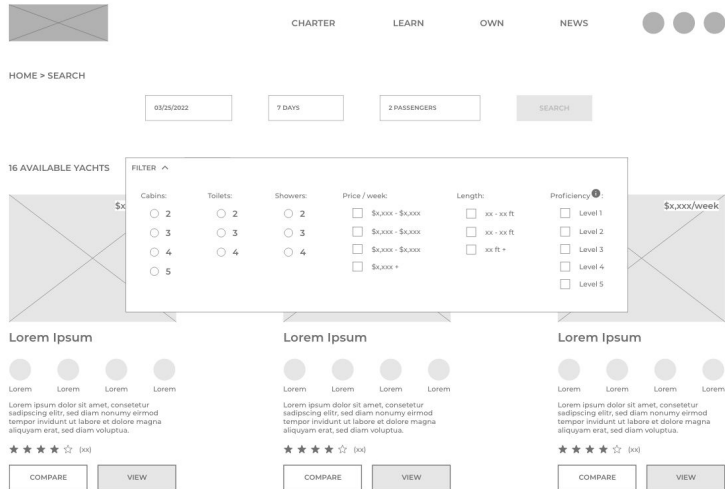 CHARTER LEARN OWN NEWS
HOME > SEARCH
03/25/2022 7 DAYS 2 PASSENGERS SEARCH
16 AVAILABLE YACHTS FILTER
$x $x,xxx/week
Cabins: Toilets: Showers: Price / week: Length: Proficiency i :
2 2 2 $x,xxx - $x,xxx xx - xx ft Level 1
3 3 3 $x,xxx - $x,xxx xx - xx ft Level 2
4 4 4 $x,xxx - $x,xxx xx ft + Level 3
5 $x,xxx + Level 4
Level 5
Lorem Ipsum Lorem Ipsum Lorem Ipsum
Lorem Lorem Lorem Lorem Lorem Lorem Lorem Lorem Lorem Lorem Lorem Lorem
Lorem ipsum dolor sit amet, consetetur
sadipscing elitr, sed diam nonumy eirmod
tempor invidunt ut labore et dolore magna
aliquyam erat, sed diam voluptua.
(xx)
COMPARE VIEW
Lorem ipsum dolor sit amet, consetetur
sadipscing elitr, sed diam nonumy eirmod
tempor invidunt ut labore et dolore magna
aliquyam erat, sed diam voluptua.
(xx)
COMPARE VIEW
Lorem ipsum dolor sit amet, consetetur
sadipscing elitr, sed diam nonumy eirmod
tempor invidunt ut labore et dolore magna
aliquyam erat, sed diam voluptua.
(xx)
COMPARE VIEW